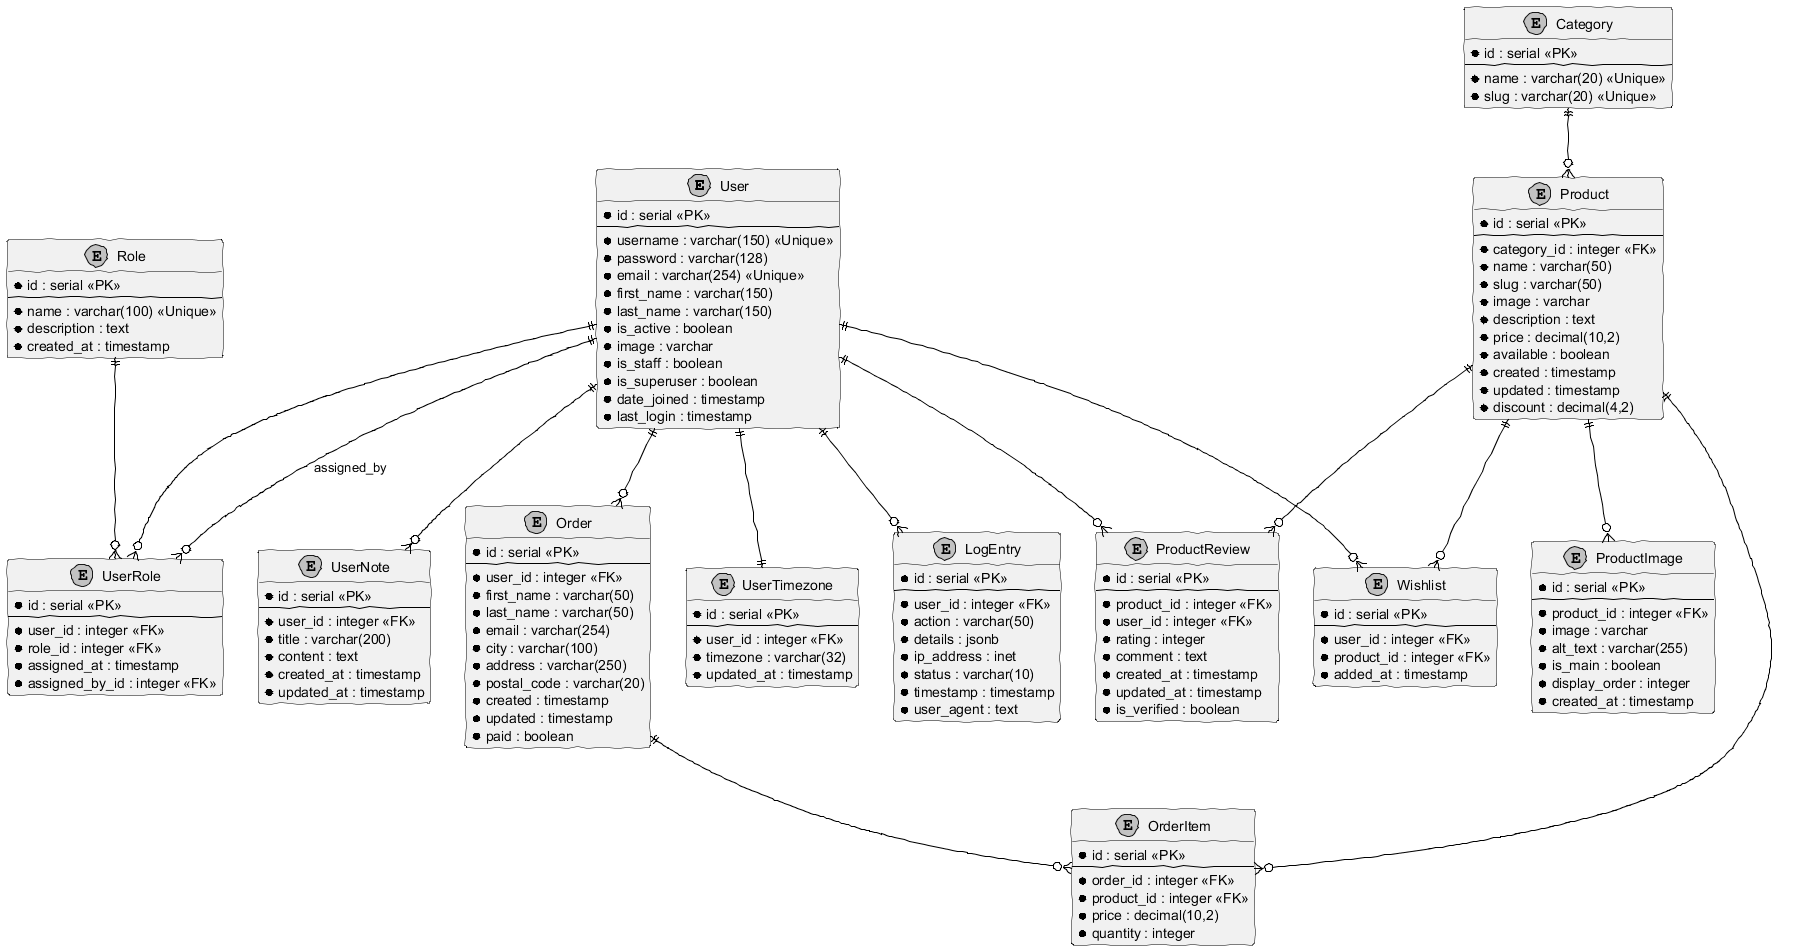 E Category
id : serial «PK»
name : varchar(20) «Unique»
slug : varchar(20) «Unique»
E User
id : serial «PK»
username : varchar(150) «Unique»
password : varchar(128)
email : varchar(254) «Unique»
first_name : varchar(150)
last_name : varchar(150)
is_active : boolean
image : varchar
is_staff : boolean
is_superuser : boolean
date_joined : timestamp
last_login : timestamp
E Product
id : serial «PK»
category_id : integer «FK»
name : varchar(50)
slug : varchar(50)
image : varchar
description : text
price : decimal(10,2)
available : boolean
created : timestamp
updated : timestamp
discount : decimal(4,2)
E Role
id : serial «PK»
name : varchar(100) «Unique»
description : text
created_at : timestamp
assigned_by
E UserRole
id : serial «PK»
user_id : integer «FK»
role_id : integer «FK»
assigned_at : timestamp
assigned_by_id : integer «FK»
E UserNote
id : serial «PK»
user_id : integer «FK»
title : varchar(200)
content : text
created_at : timestamp
updated_at : timestamp
E Order
id : serial «PK»
user_id : integer «FK»
first_name : varchar(50)
last_name : varchar(50)
email : varchar(254)
city : varchar(100)
address : varchar(250)
postal_code : varchar(20)
created : timestamp
updated : timestamp
paid : boolean
E UserTimezone
id : serial «PK»
user_id : integer «FK»
timezone : varchar(32)
updated_at : timestamp
E LogEntry
id : serial «PK»
user_id : integer «FK»
action : varchar(50)
details : jsonb
ip_address : inet
status : varchar(10)
timestamp : timestamp
user_agent : text
E ProductReview
id : serial «PK»
product_id : integer «FK»
user_id : integer «FK»
rating : integer
comment : text
created_at : timestamp
updated_at : timestamp
is_verified : boolean
E Wishlist
id : serial «PK»
user_id : integer «FK»
product_id : integer «FK»
added_at : timestamp
E ProductImage
id : serial «PK»
product_id : integer «FK»
image : varchar
alt_text : varchar(255)
is_main : boolean
display_order : integer
created_at : timestamp
E OrderItem
id : serial «PK»
order_id : integer «FK»
product_id : integer «FK»
price : decimal(10,2)
quantity : integer